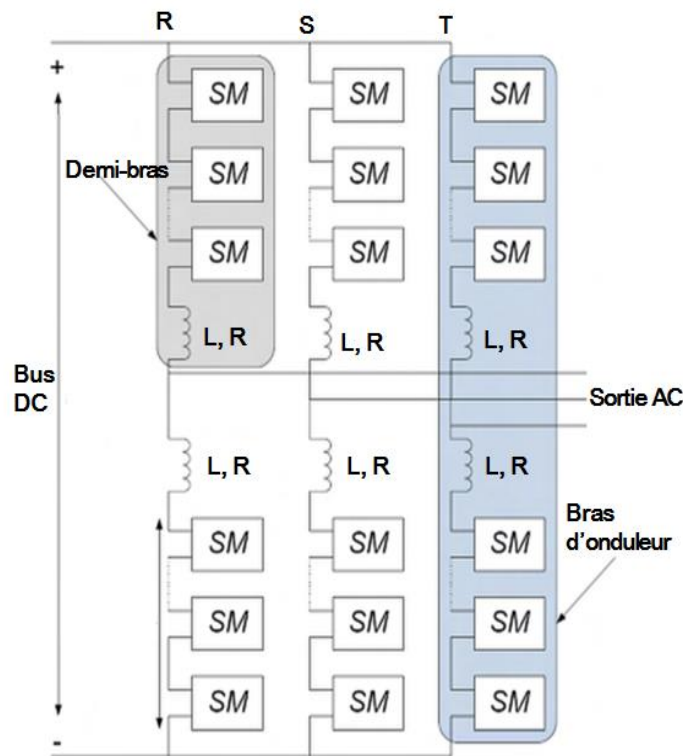 R S T
+
SM SM SM
Demi-bras
SM SM SM
SM SM SM
L, R L, R L, R
Bus
DC
Sortie AC
L, R L, R L, R
Bras
d'onduleur
SM SM SM
SM SM SM
SM SM SM
-